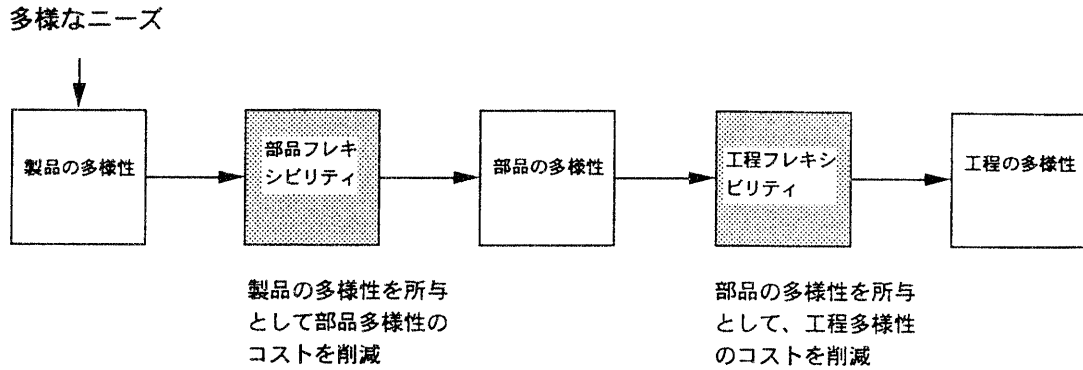 多様なニーズ
製品の多様性
部品フレキ
シビリティ
部品の多様性
工程フレキシ
ビリティ
工程の多様性
製品の多様性を所与
として部品多様性の
コストを削減
部品の多様性を所与
として、工程多様性
のコストを削減